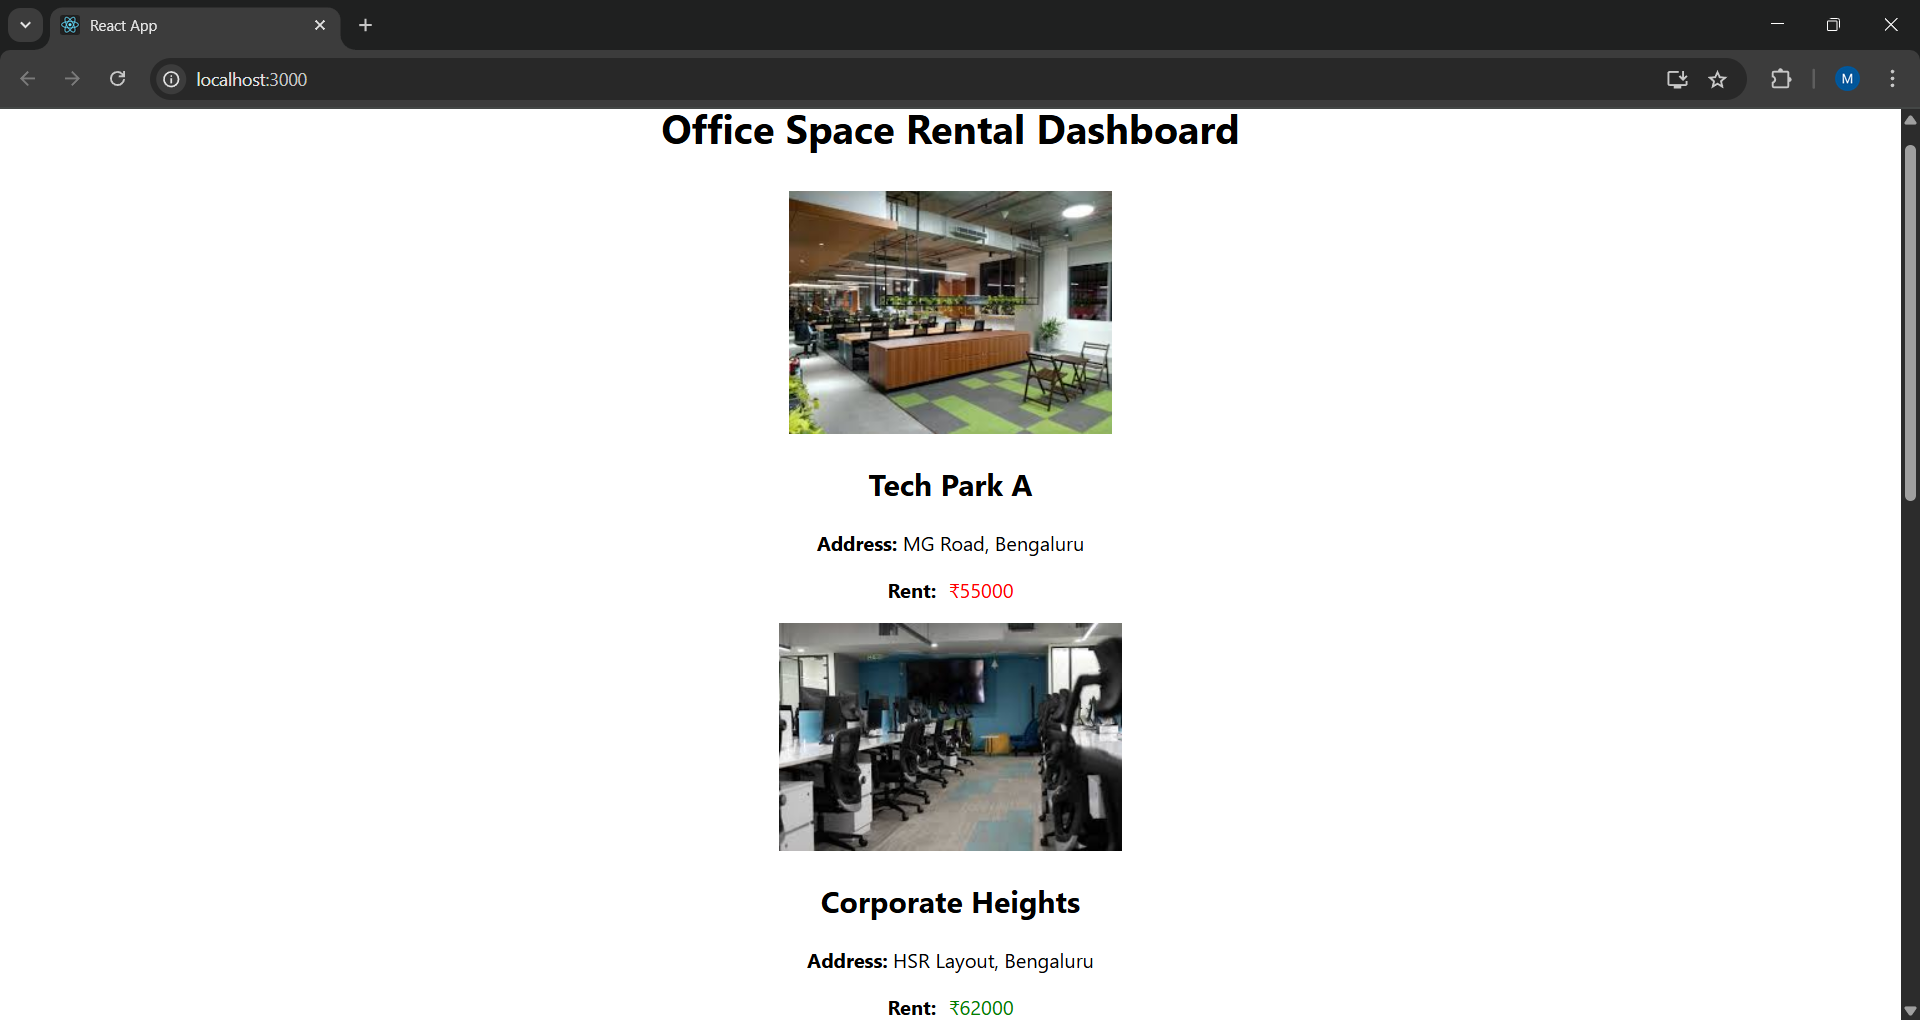 React App
localhost:3000
M
Office Space Rental Dashboard
Tech Park A
Address: MG Road, Bengaluru
Rent: ₹55000
Corporate Heights
Address: HSR Layout, Bengaluru
Rent: ₹62000